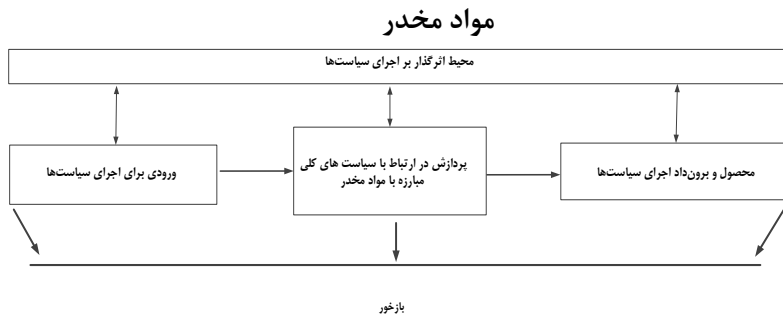 مواد مخدر
محیط اثرگذار بر اجرای سیاست‌ها
ورودی برای اجرای سیاست‌ها
پردازش در ارتباط با سیاست های کلی
مبارزه با مواد مخدر
محصول و برون‌داد اجرای سیاست‌ها
بازخور